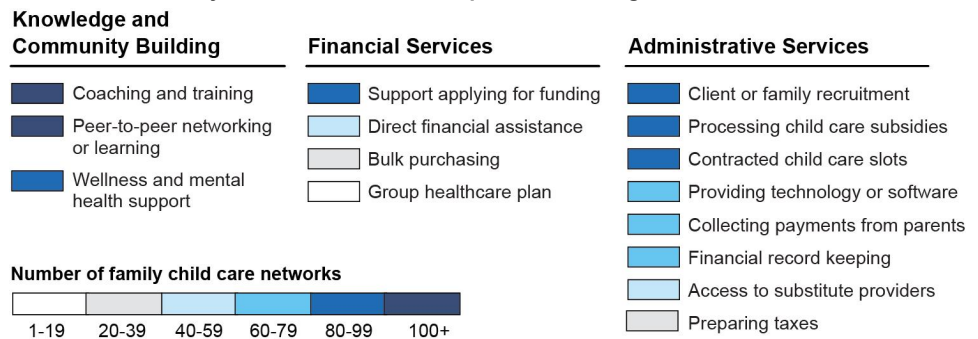 Knowledge and
Community Building
Coaching and training
Peer-to-peer networking
or learning
Wellness and mental
health support
Financial Services
Support applying for funding
Direct financial assistance
Bulk purchasing
Group healthcare plan
Administrative Services
Client or family recruitment
Processing child care subsidies
Contracted child care slots
Providing technology or software
Collecting payments from parents
Financial record keeping
Access to substitute providers
Preparing taxes
Number of family child care networks
1-19 20-39 40-59 60-79 80-99 100+